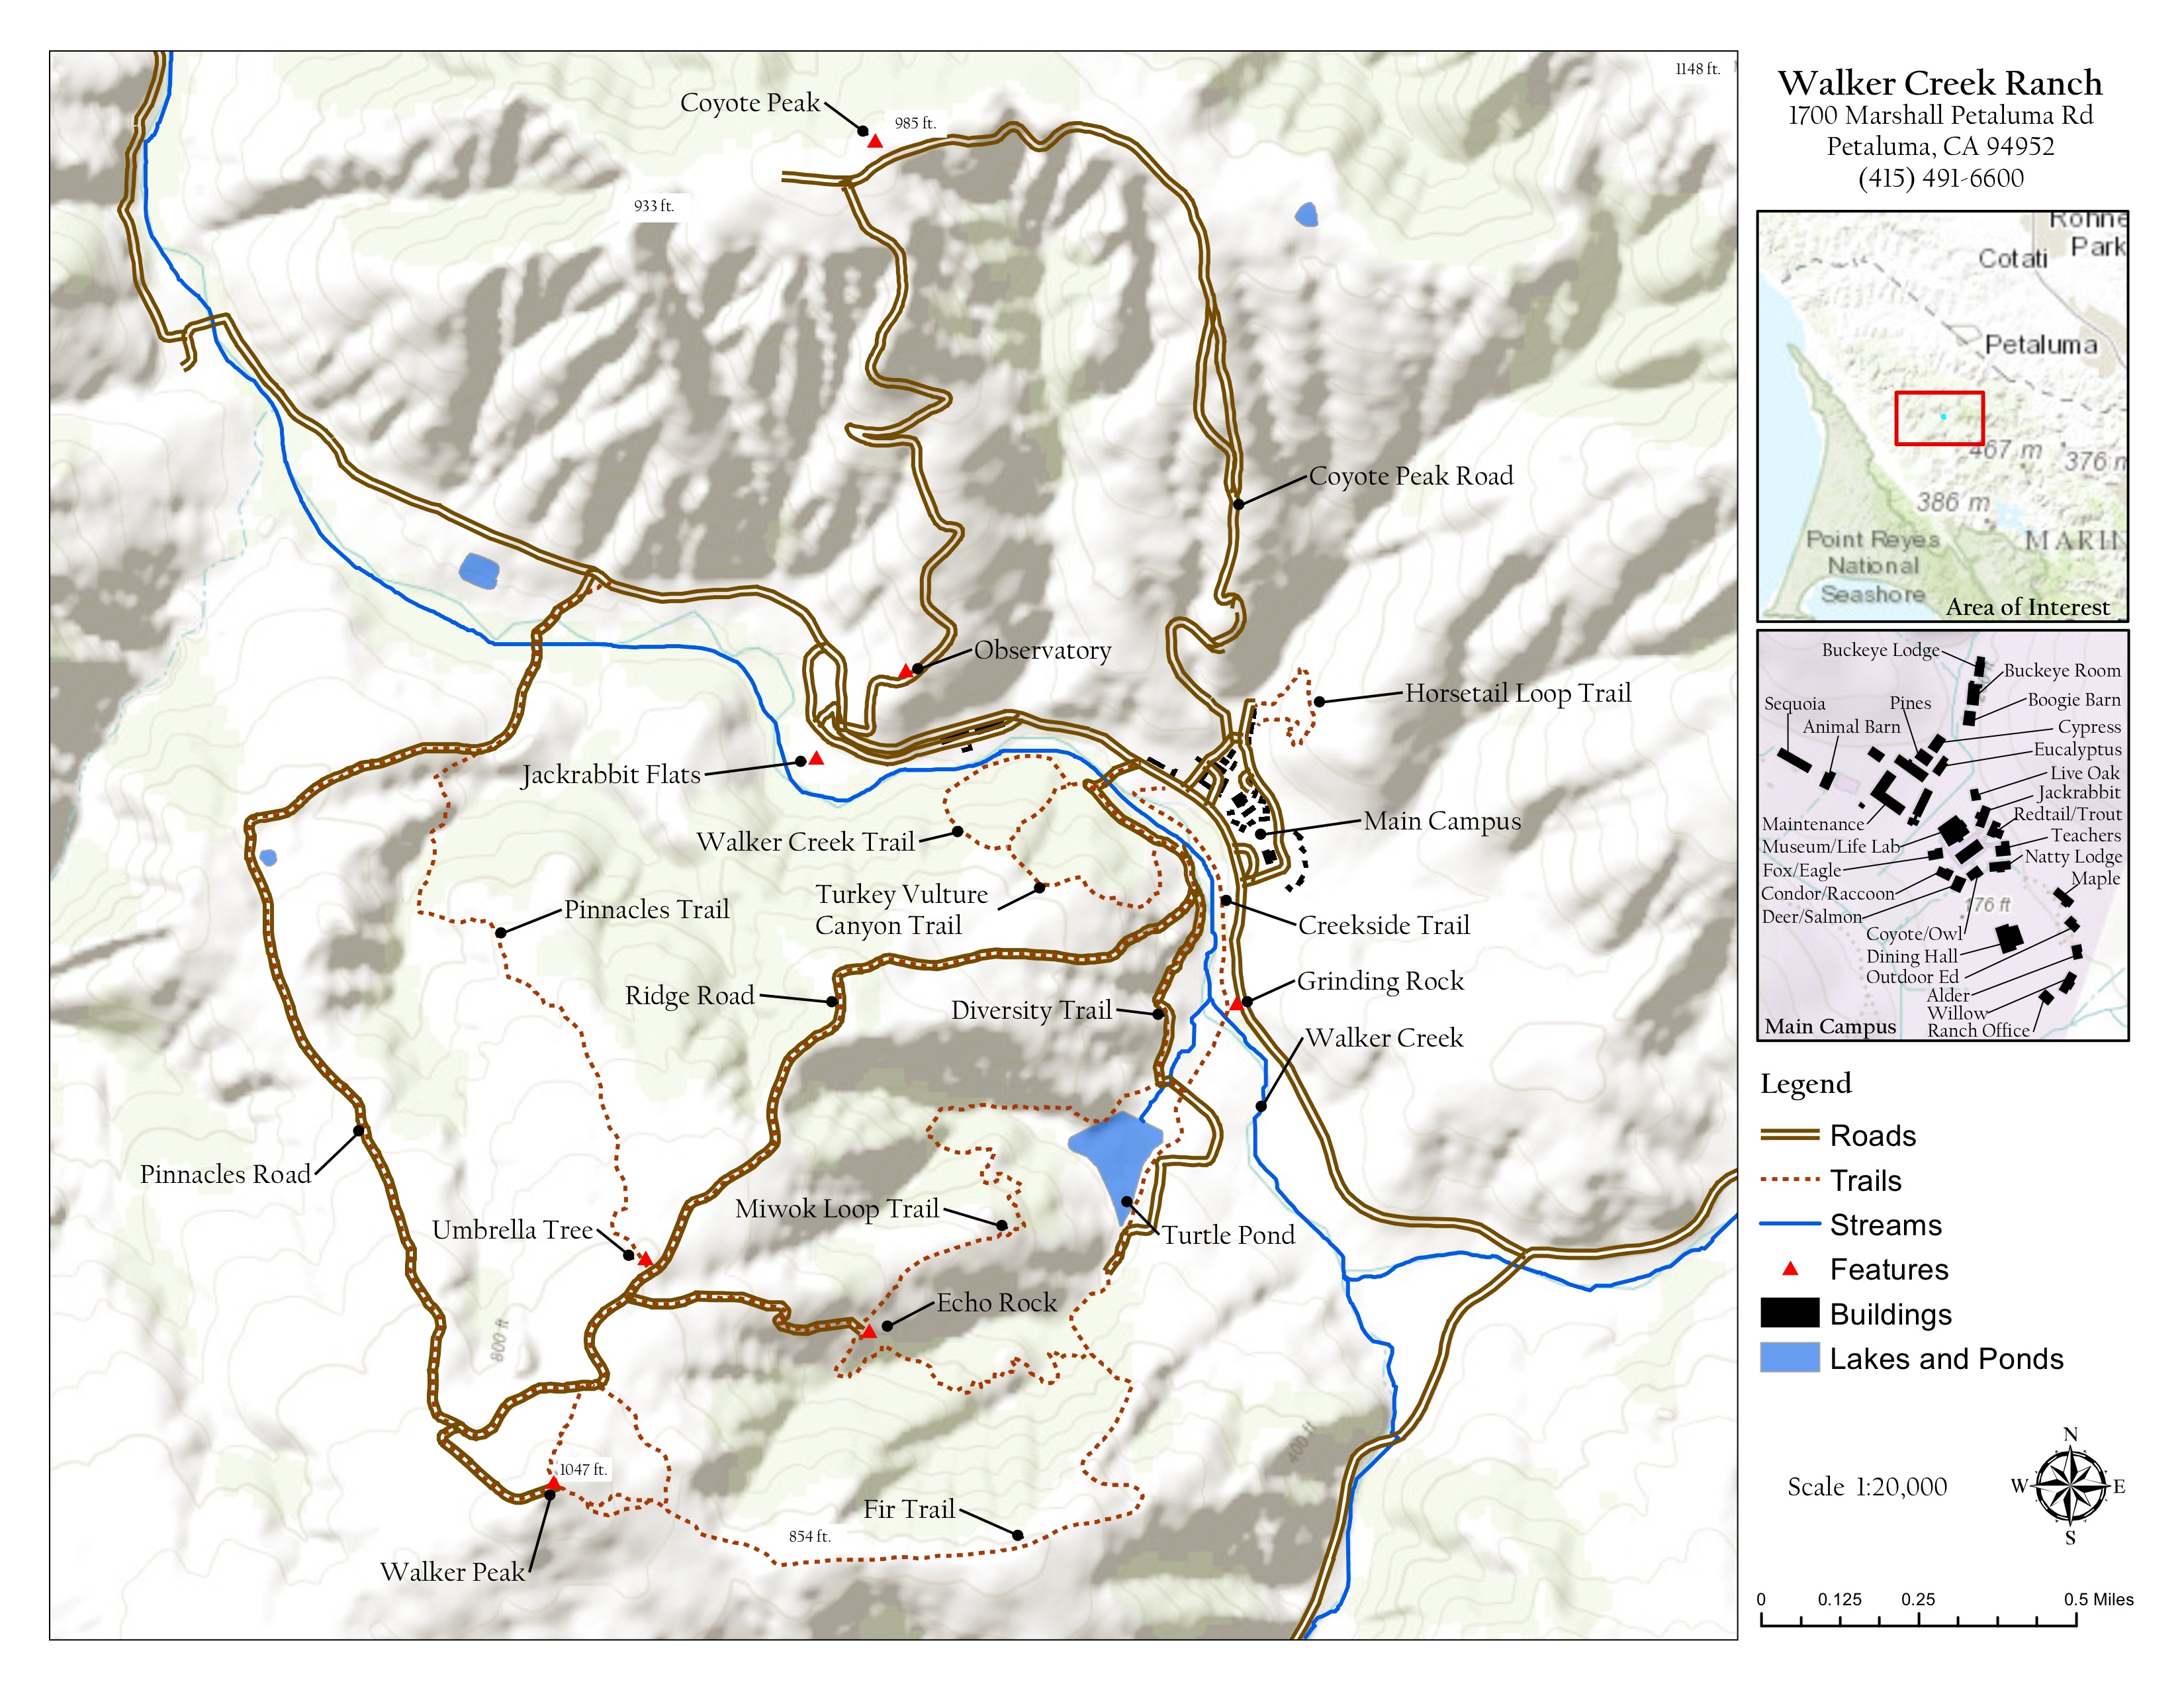 Walker Creek Ranch
1700 Marshall Petaluma Rd
Petaluma, CA 94952
(415) 491-6600
1148 ft.
Coyote Peak
985 ft.
933 ft.
Coyote Peak Road
Observatory
Horsetail Loop Trail
Jackrabbit Flats
Main Campus
Walker Creek Trail
Turkey Vulture
Canyon Trail
Pinnacles Trail
Creekside Trail
Ridge Road
Grinding Rock
Diversity Trail
Walker Creek
Pinnacles Road
Miwok Loop Trail
Umbrella Tree
Turtle Pond
Echo Rock
800 ft
400 ft
1047 ft.
Fir Trail
854 ft.
Walker Peak
Rohne
Park
Cotati
Petaluma
467 m
376 m
386 m
Point Reyes
National
Seashore
MARIN
Area of Interest
Buckeye Lodge
Buckeye Room
Boogie Barn
Sequoia
Pines
Animal Barn
Cypress
Eucalyptus
Live Oak
Jackrabbit
Redtail/Trout
Maintenance
Teachers
Museum/Life Lab
Natty Lodge
Fox/Eagle
Maple
Condor/Raccoon
Deer/Salmon
176 ft
Coyote/Owl
Dining Hall
Outdoor Ed
Alder
Willow
Ranch Office
Main Campus
Legend
Roads
Trails
Streams
Features
Buildings
Lakes and Ponds
Scale 1:20,000
N
W
E
S
0 0.125 0.25 0.5 Miles